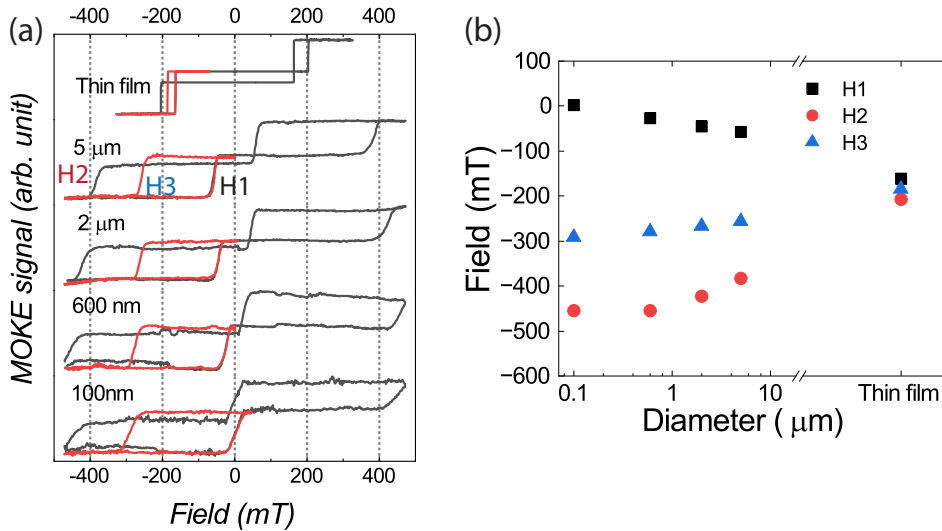 (a)
-400 -200 0 200 400
Thin film
5 μm
H2
H3
H1
2 μm
600 nm
100nm
MOKE signal (arb. unit)
-400 -200 0 200 400
Field (mT)
(b)
100
0
−100
−200
−300
−400
−500
−600
Field (mT)
H1
H2
H3
0.1 1 10 Thin film
Diameter ( μm)